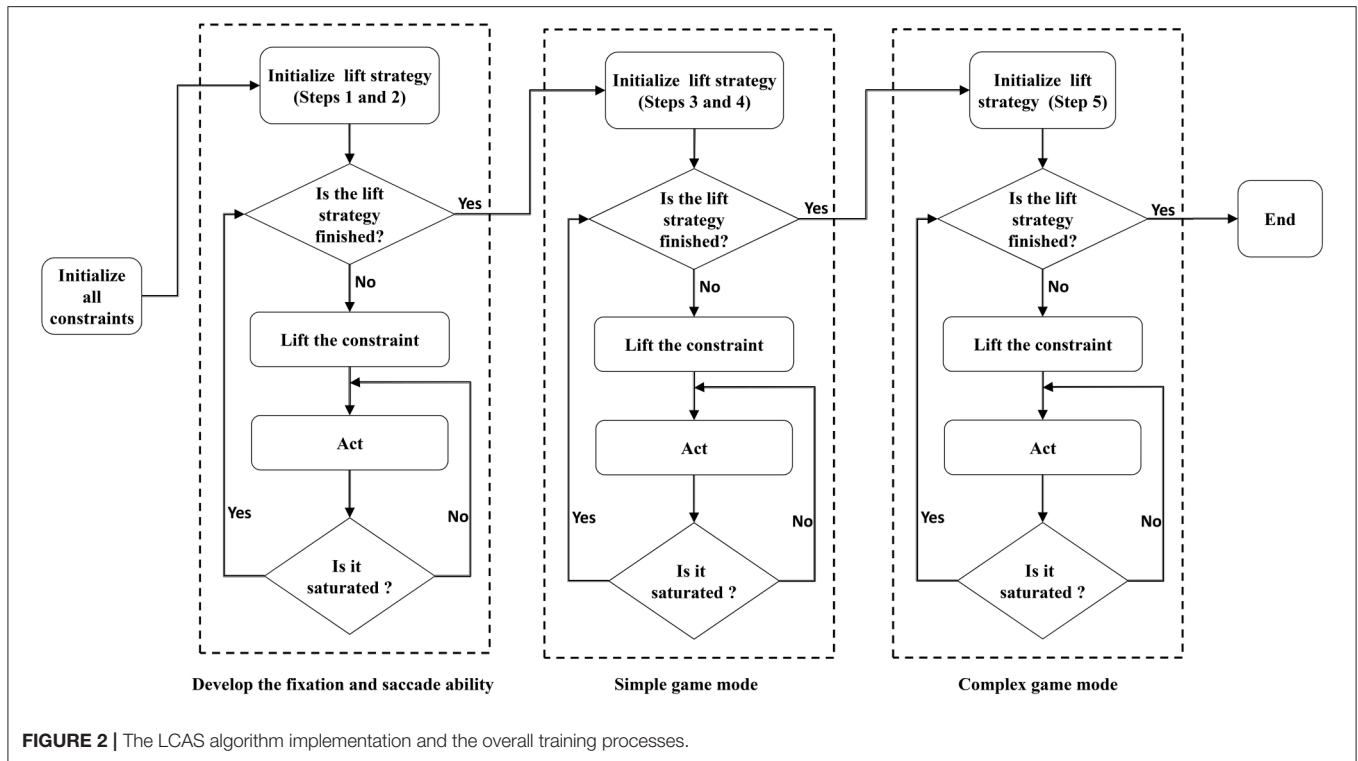 Initialize
all
constraints
Initialize lift strategy
(Steps 1 and 2)
Is the lift
strategy
finished?
Yes
No
Lift the constraint
Act
Yes
No
Is it
saturated ?
Develop the fixation and saccade ability
Initialize lift strategy
(Steps 3 and 4)
Is the lift
strategy
finished?
Yes
No
Lift the constraint
Act
Yes
No
Is it
saturated ?
Simple game mode
Initialize lift
strategy (Step 5)
Is the lift
strategy
finished?
Yes
No
Lift the constraint
Act
Yes
No
Is it
saturated ?
Complex game mode
End
FIGURE 2 | The LCAS algorithm implementation and the overall training processes.